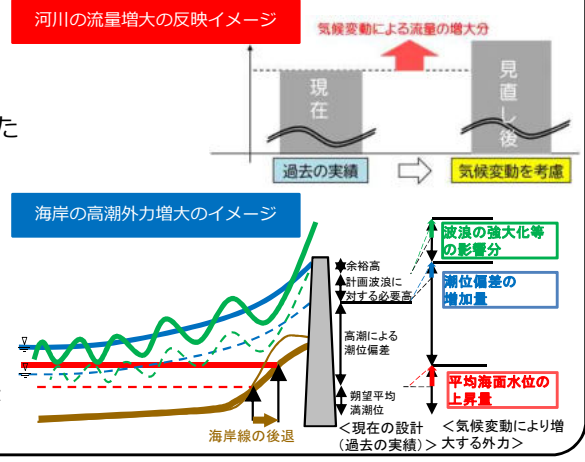 河川の流量増大の反映イメージ
気候変動による流量の増大分
現在
見直し後
た
過去の実績
気候変動を考慮
海岸の高潮外力増大のイメージ
波浪の強大化等
の影響分
余裕高
計画波浪に
対する必要高
潮位偏差の
増加量
高潮による
潮位偏差
平均海面水位の
上昇量
朔望平均
満潮位
海岸線の後退
＜現在の設計
（過去の実績）＞
＜気候変動により増
大する外力＞